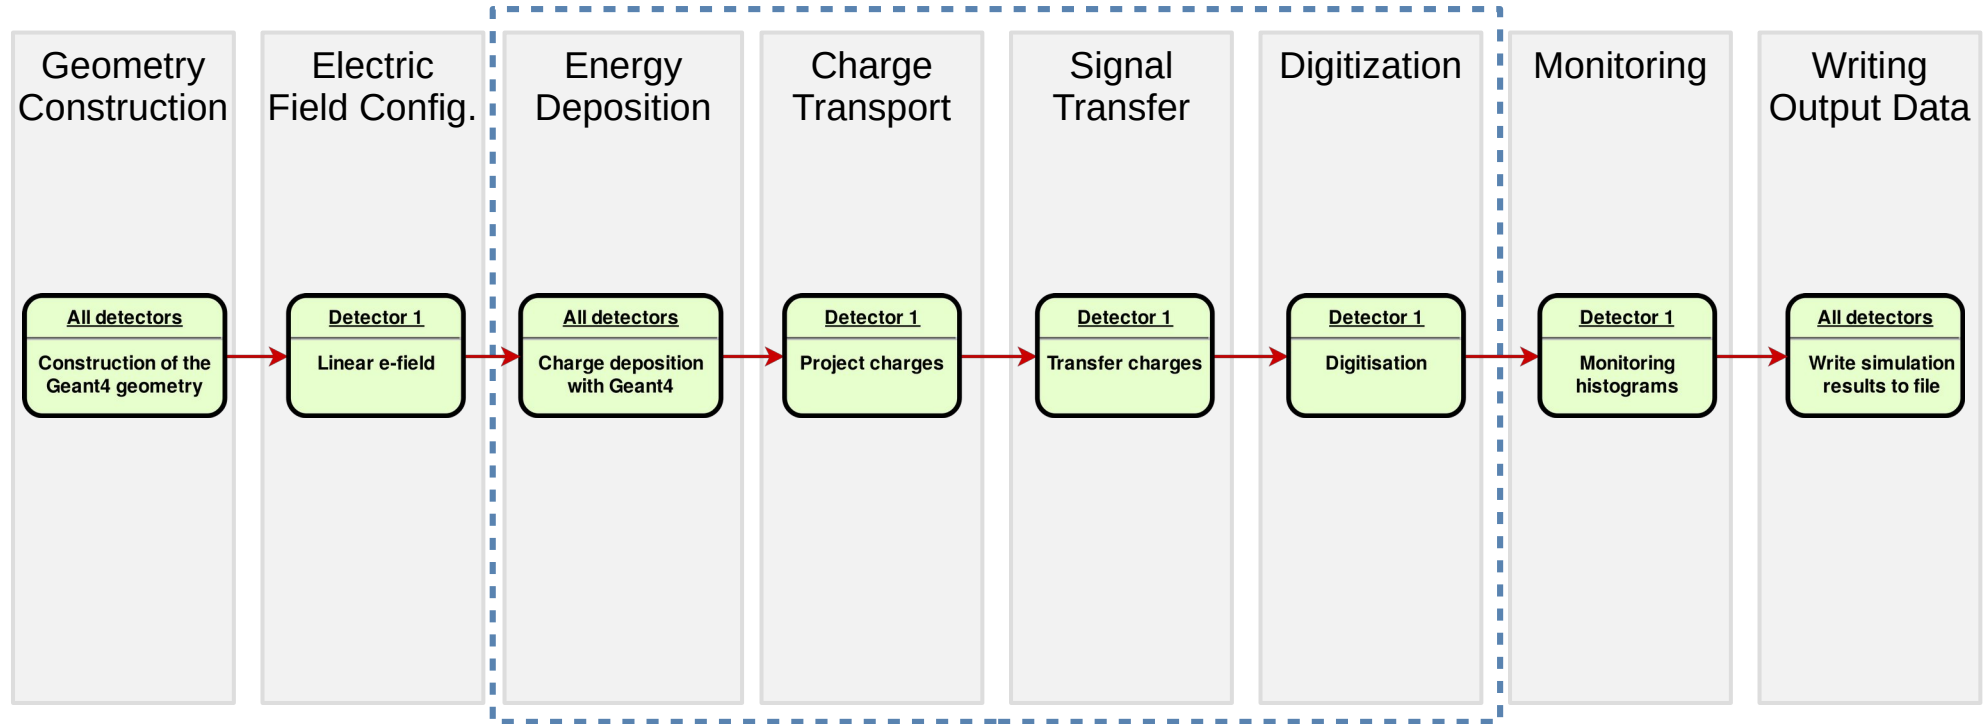 Geometry
Construction
Electric
Field Config.
Energy
Deposition
Charge
Transport
Signal
Transfer
Digitization
Monitoring
Writing
Output Data
All detectors
Construction of the
Geant4 geometry
Detector 1
Linear e-field
All detectors
Charge deposition
with Geant4
Detector 1
Project charges
Detector 1
Transfer charges
Detector 1
Digitisation
Detector 1
Monitoring
histograms
All detectors
Write simulation
results to file